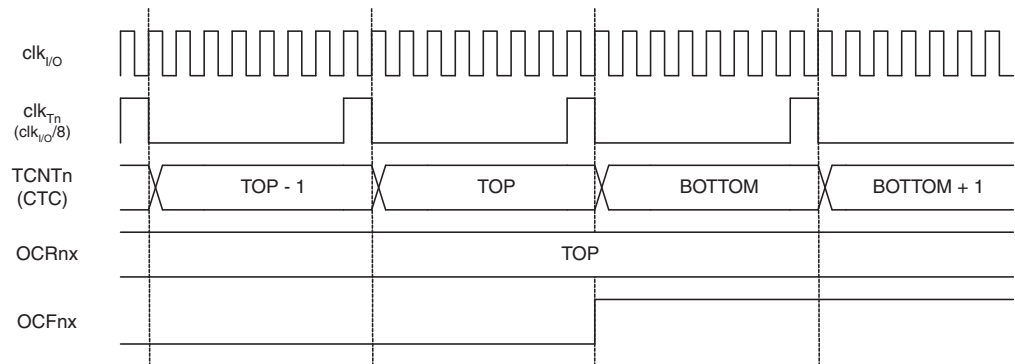 clkI/O
clkTn
(clkI/O/8)
TCNTn
(CTC)
TOP - 1
TOP
BOTTOM
BOTTOM + 1
OCRnx
TOP
OCFnx